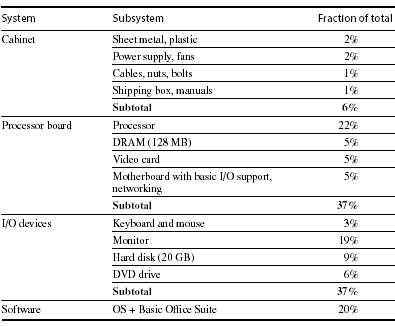 System Subsystem Fraction of total
Cabinet Sheet metal, plastic 2%
Power supply, fans 2%
Cables, nuts, bolts 1%
Shipping box, manuals 1%
Subtotal 6%
Processor board Processor 22%
DRAM (128 MB) 5%
Video card 5%
Motherboard with basic I/O support, 5%
networking
Subtotal 37%
I/O devices Keyboard and mouse 3%
Monitor 19%
Hard disk (20 GB) 9%
DVD drive 6%
Subtotal 37%
Software OS + Basic Office Suite 20%